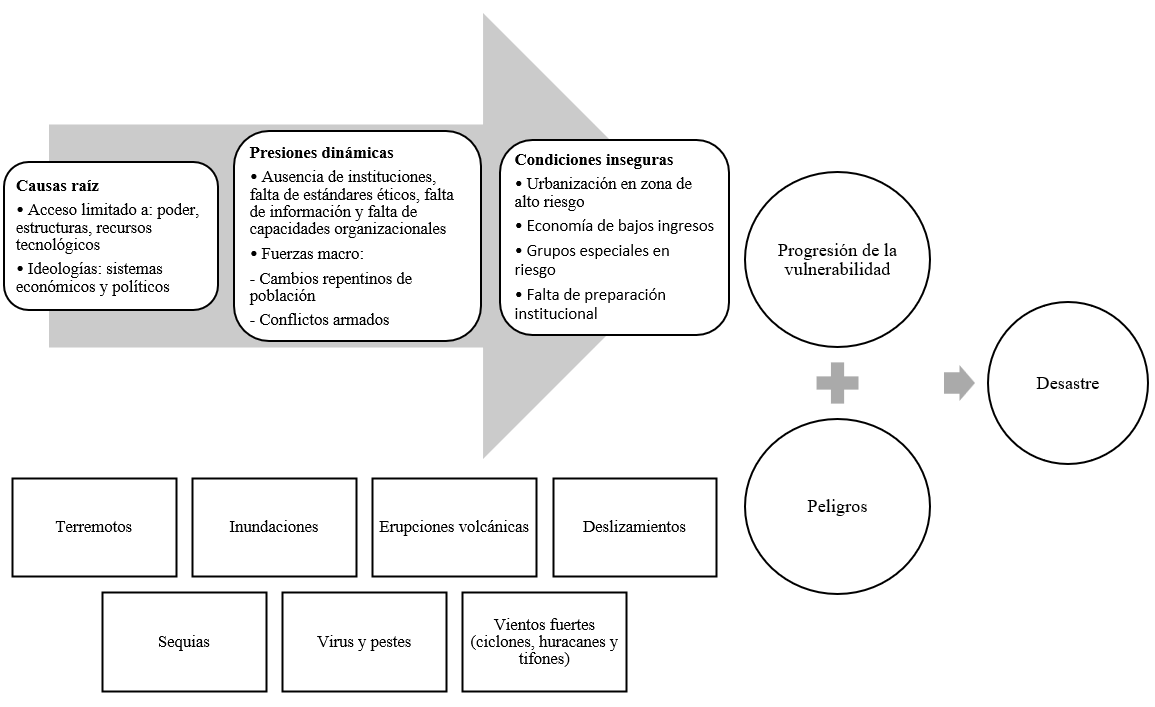 Causas raíz
• Acceso limitado a: poder,
estructuras, recursos
tecnológicos
• Ideologías: sistemas
económicos y políticos
Presiones dinámicas
• Ausencia de instituciones,
falta de estándares éticos, falta
de información y falta de
capacidades organizacionales
• Fuerzas macro:
- Cambios repentinos de
población
- Conflictos armados
Condiciones inseguras
• Urbanización en zona de
alto riesgo
• Economía de bajos ingresos
• Grupos especiales en
riesgo
• Falta de preparación
institucional
Progresión de la
vulnerabilidad
Peligros
Desastre
Terremotos
Inundaciones
Erupciones volcánicas
Deslizamientos
Sequias
Virus y pestes
Vientos fuertes
(ciclones, huracanes y
tifones)